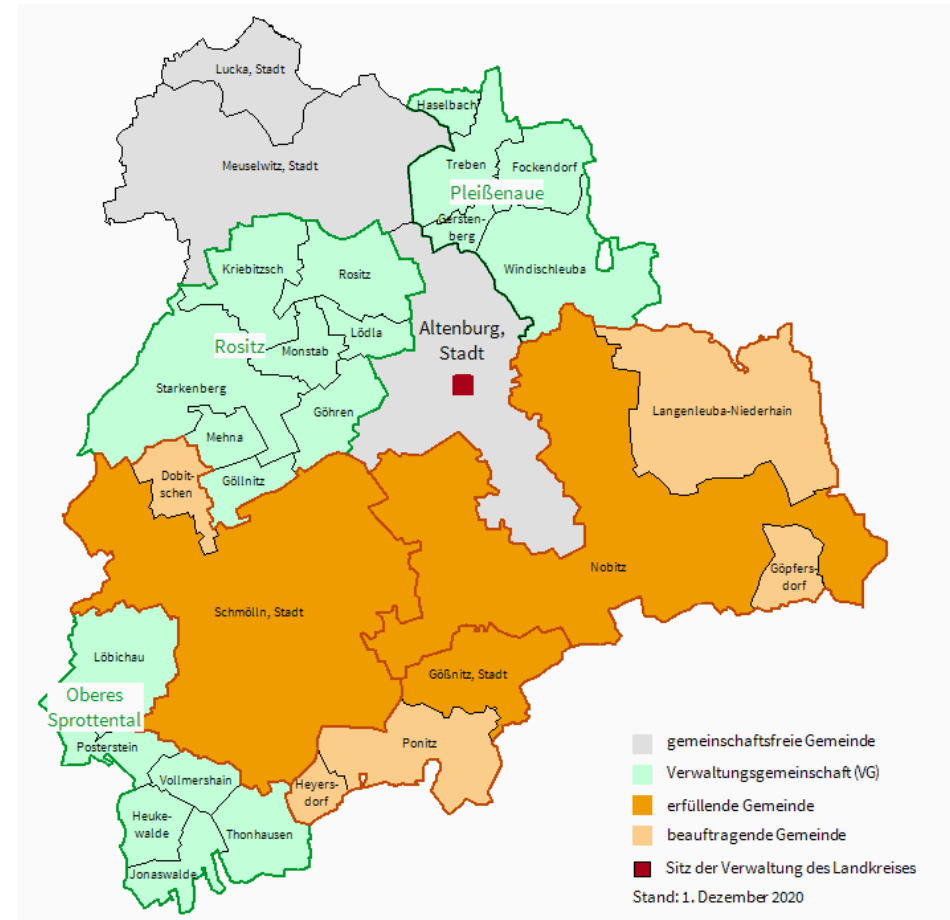 Lucka, Stadt
Haselbach
Meuselwitz, Stadt
Treben
Fockendorf
Pleißenaue
Gersten-
berg
Kriebitzsch
Rositz
Windischleuba
Altenburg,
Stadt
Lödla
Rositz
Monstab
Starkenberg
Göhren
Langenleuba-Niederhain
Mehna
Dobit-
schen
Göllnitz
Nobitz
Göpfers-
dorf
Schmölln, Stadt
Löbichau
Gößnitz, Stadt
Oberes
Sprottental
Posterstein
Ponitz
Vollmershain
Heyers-
dorf
Heuke-
walde
Thonhausen
Jonaswalde
gemeinschaftsfreie Gemeinde
Verwaltungsgemeinschaft (VG)
erfüllende Gemeinde
beauftragende Gemeinde
Sitz der Verwaltung des Landkreises
Stand: 1. Dezember 2020